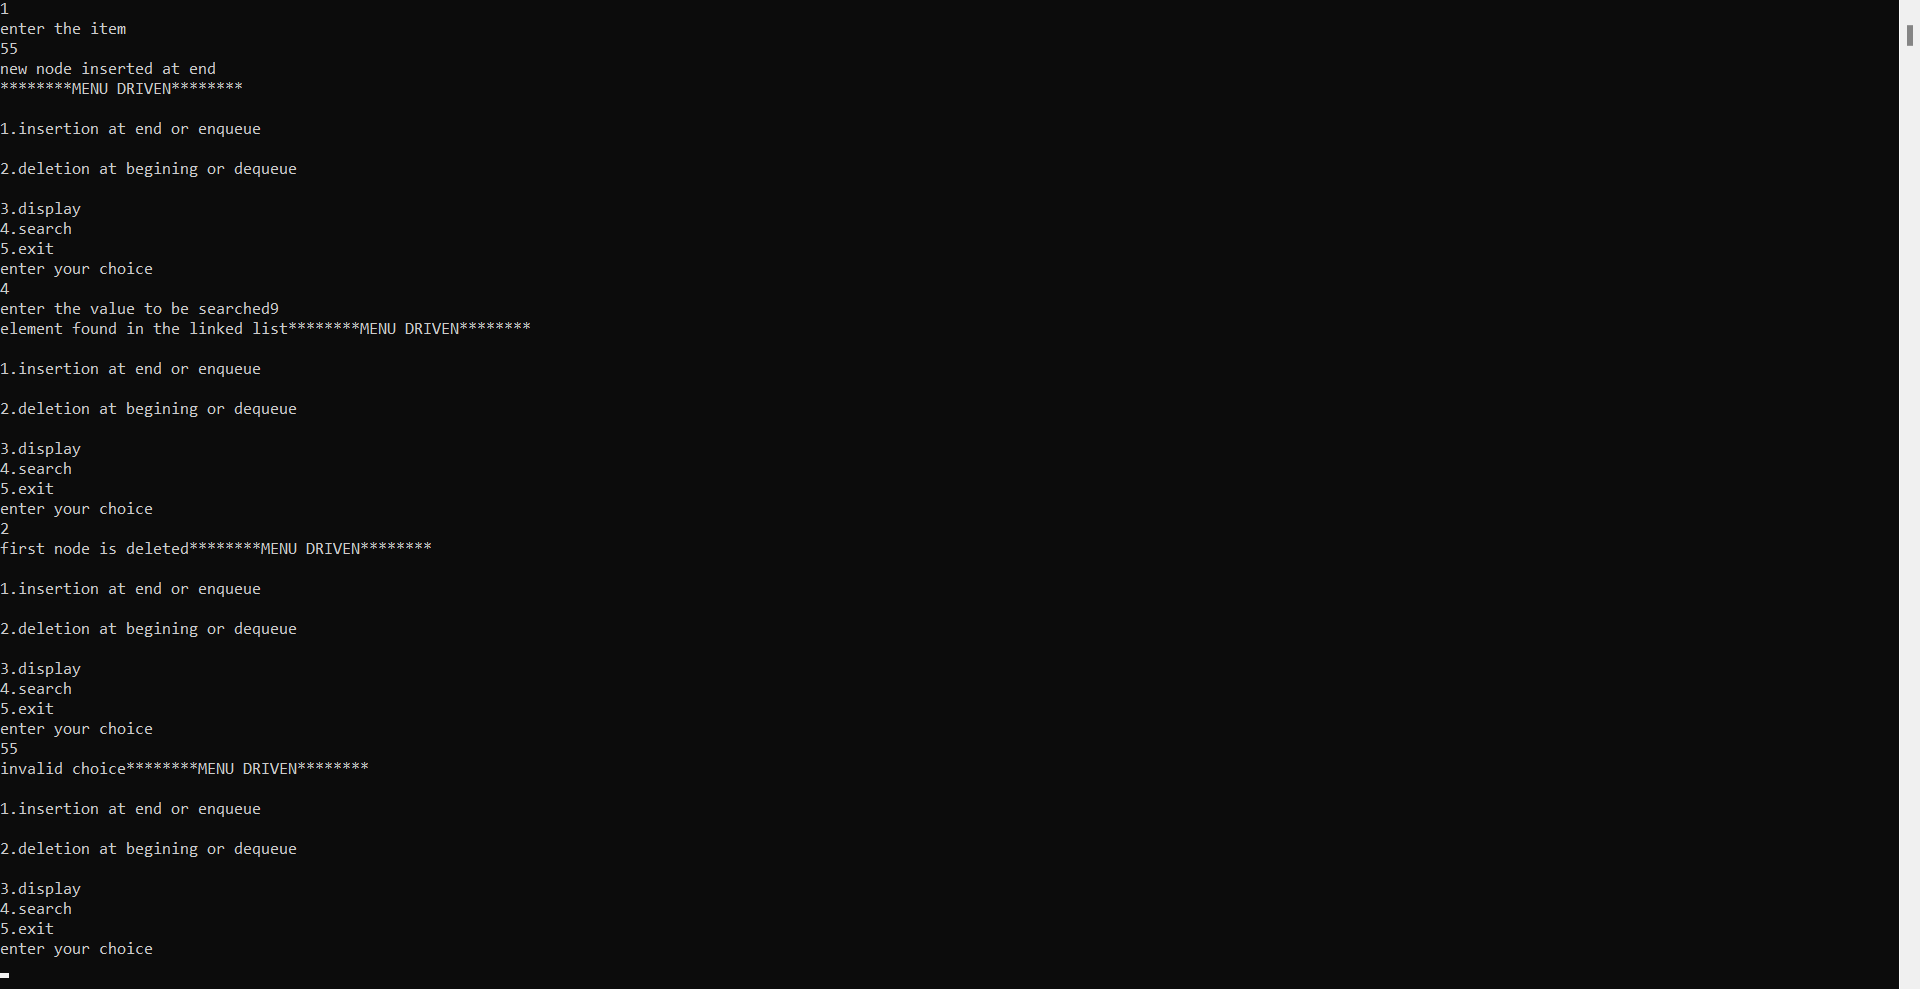 1
enter the item
55
new node inserted at end
********MENU DRIVEN********
1.insertion at end or enqueue
2.deletion at begining or dequeue
3.display
4.search
5.exit
enter your choice
4
enter the value to be searched9
element found in the linked list********MENU DRIVEN********
1.insertion at end or enqueue
2.deletion at begining or dequeue
3.display
4.search
5.exit
enter your choice
2
first node is deleted********MENU DRIVEN********
1.insertion at end or enqueue
2.deletion at begining or dequeue
3.display
4.search
5.exit
enter your choice
55
invalid choice********MENU DRIVEN********
1.insertion at end or enqueue
2.deletion at begining or dequeue
3.display
4.search
5.exit
enter your choice